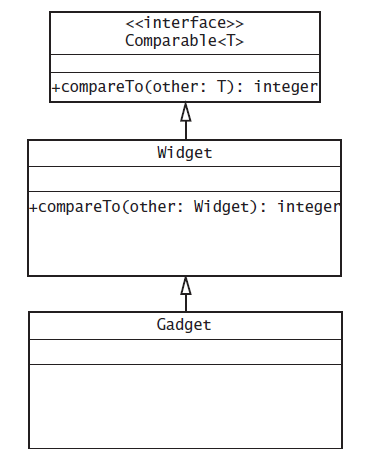 <<interface>>
Comparable<T>
+compareTo(other: T): integer
Widget
+compareTo(other: Widget): integer
Gadget